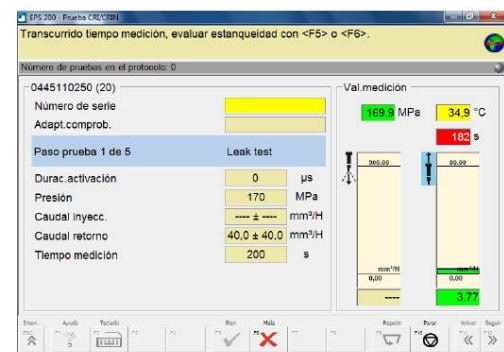 EPS 200 - Prueba CRI/CRIN
Transcurrido tiempo medición, evaluar estanqueidad con <F5> o <F6>.
Número de pruebas en el protocolo: 0
0445110250 (20)
Val.medición
Número de serie
169.9 MPa 34,9 °C
Adapt.comprob.
182 s
Paso prueba 1 de 5 Leak test
300,00 80,00
Durac.activación 0 µs
Presión 170 MPa
Caudal inyecc. ---- ± ---- mm³/H
Caudal retorno 40,0 ± 40,0 mm³/H
Tiempo medición 200 s
mm³/H mm³/H
0,00 0,00
---- 3,77
Ayuda Teclado Bien Mala Repetir Parar Volver Seguir